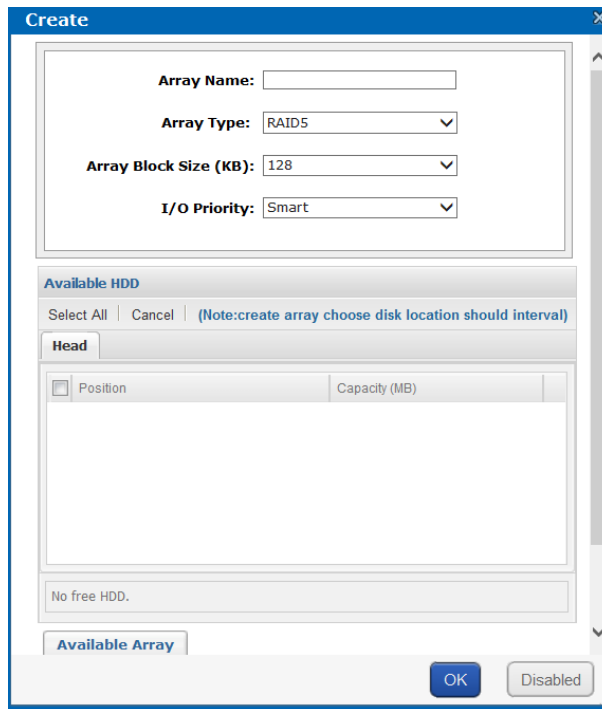 Create
Array Name:
Array Type: RAID5
Array Block Size (KB): 128
I/O Priority: Smart
Available HDD
Select All | Cancel | (Note:create array choose disk location should interval)
Head
Position Capacity (MB)
No free HDD.
Available Array
OK Disabled